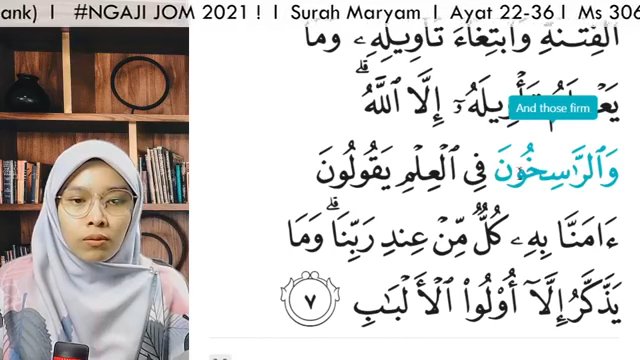 ank) I #NGAJI JOM 2021 ! I Surah Maryam I Ayat 22-36 I Ms 306
ٱلۡفِتۡنَةِ وَٱبۡتِغَآءَ تَأۡوِيلِهِۦ وَمَا
يَعۡلَمُ تَأۡوِيلَهُۥٓ إِلَّا ٱللَّهُۗ
And those firm
وَٱلرَّٰسِخُونَ فِي ٱلۡعِلۡمِ يَقُولُونَ
ءَامَنَّا بِهِۦ كُلّٞ مِّنۡ عِندِ رَبِّنَاۗ وَمَا
يَذَّكَّرُ إِلَّآ أُوْلُواْ ٱلۡأَلۡبَٰبِ ٧